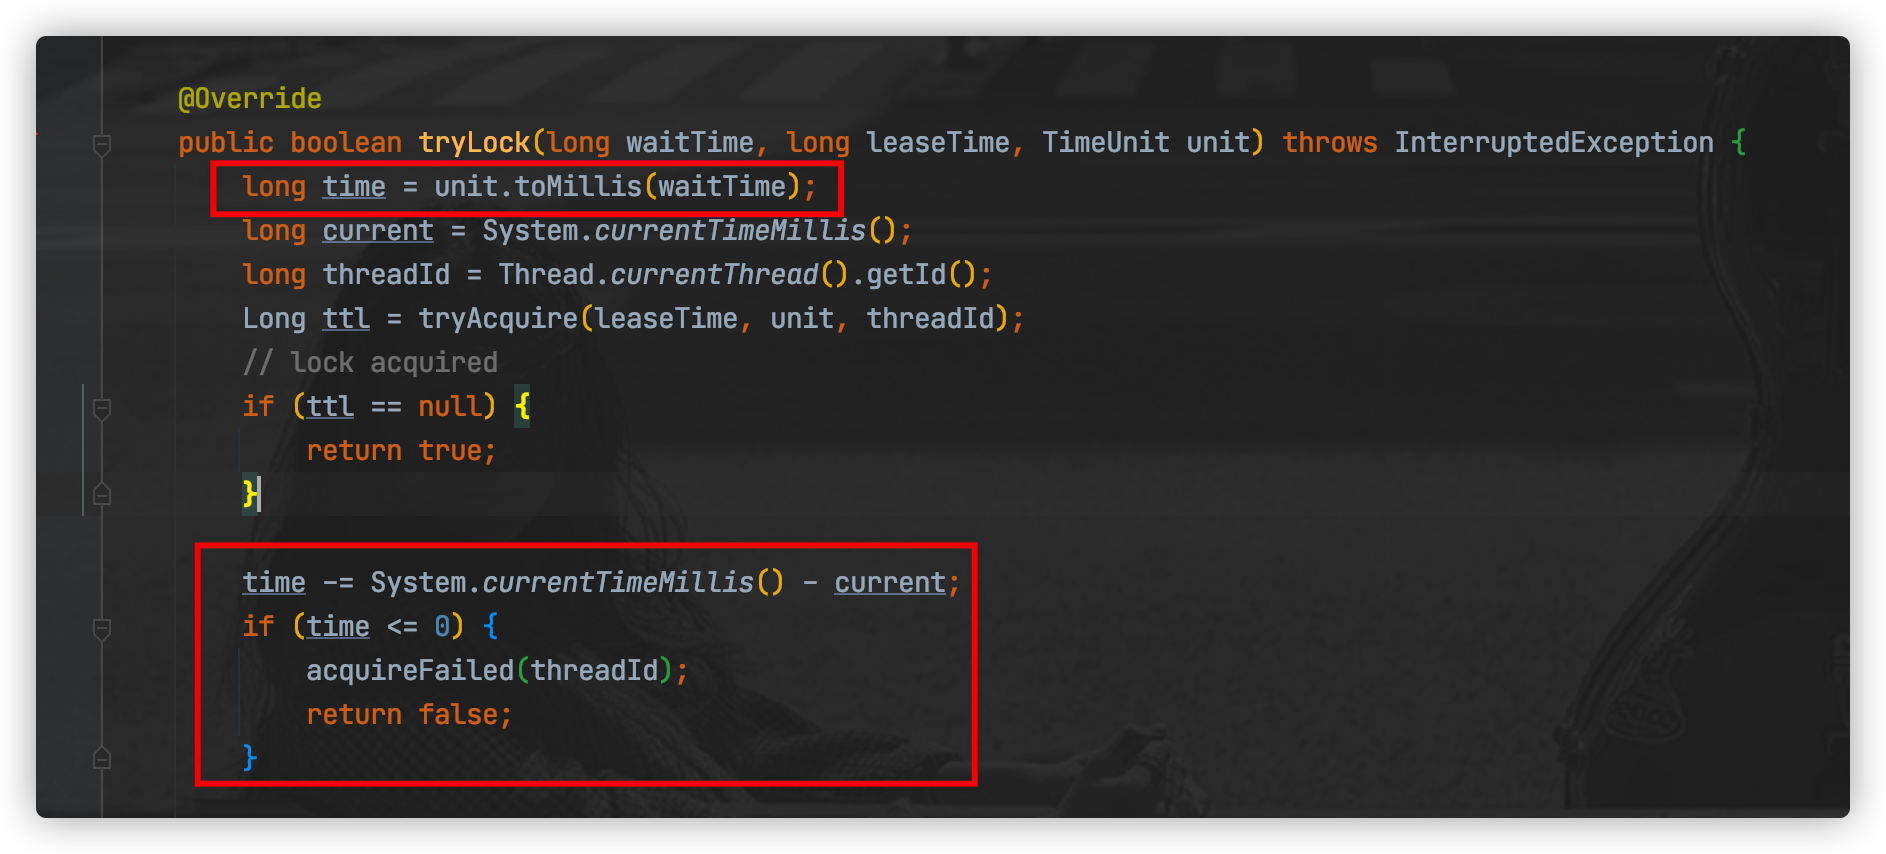 @Override
public boolean tryLock(long waitTime, long leaseTime, TimeUnit unit) throws InterruptedException {
long time = unit.toMillis(waitTime);
long current = System.currentTimeMillis();
long threadId = Thread.currentThread().getId();
Long ttl = tryAcquire(leaseTime, unit, threadId);
// lock acquired
if (ttl == null) {
return true;
}
time -= System.currentTimeMillis() - current;
if (time <= 0) {
acquireFailed(threadId);
return false;
}